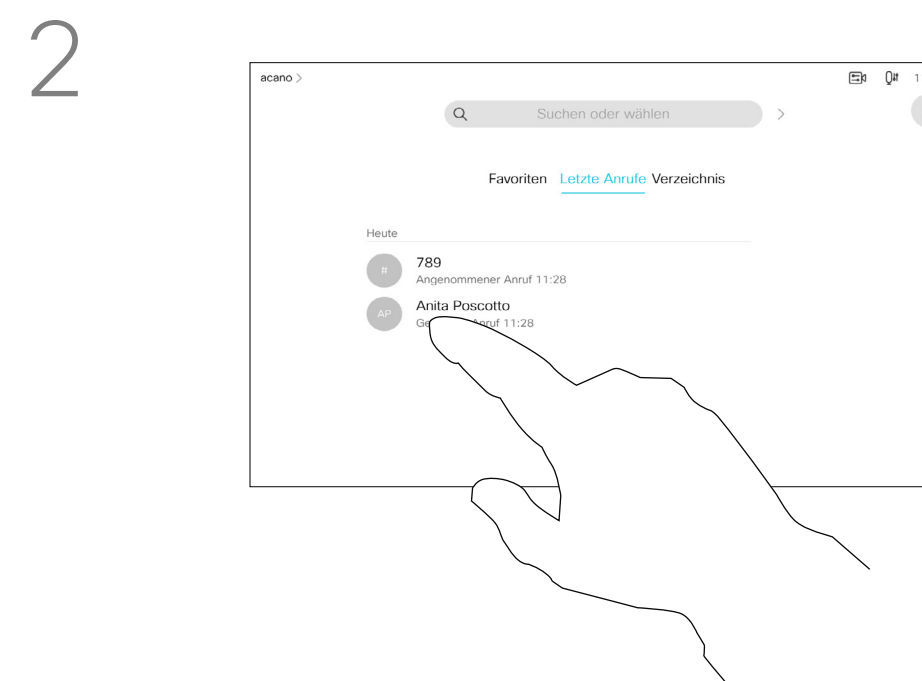 2
acano >
1
Suchen oder wählen >
Favoriten Letzte Anrufe Verzeichnis
Heute
#
789
Angenommener Anruf 11:28
AP
Anita Poscotto
Anruf 11:28